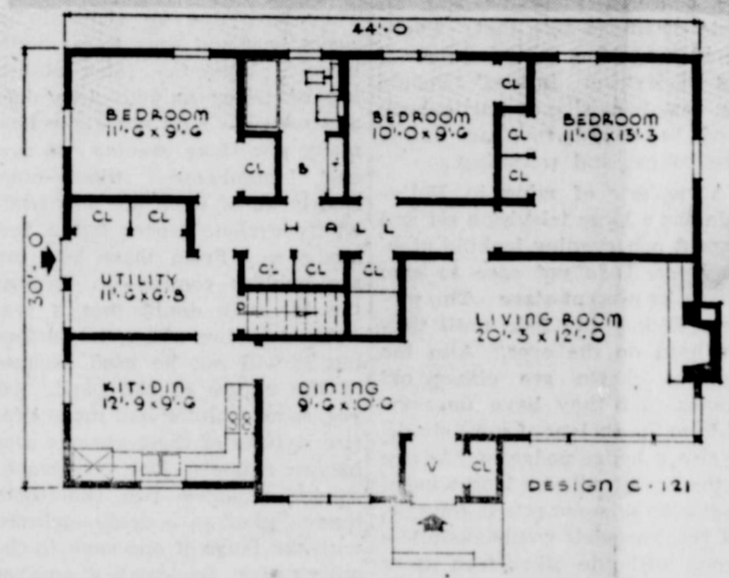 44'-0
BEDROOM
11'-6 x 9'-6
BEDROOM
10'-0 x 9'-6
CL
BEDROOM
11'-0 x 13'-3
CL
CL
B
CL
CL
CL
HALL
30'-0
UTILITY
11'-6 x 6'-8
CL
CL
CL
LIVING ROOM
20'-3 x 12'-0
KIT-DIN
12'-9 x 9'-6
DINING
9'-6 x 10'-6
V
CL
DESIGN C-121